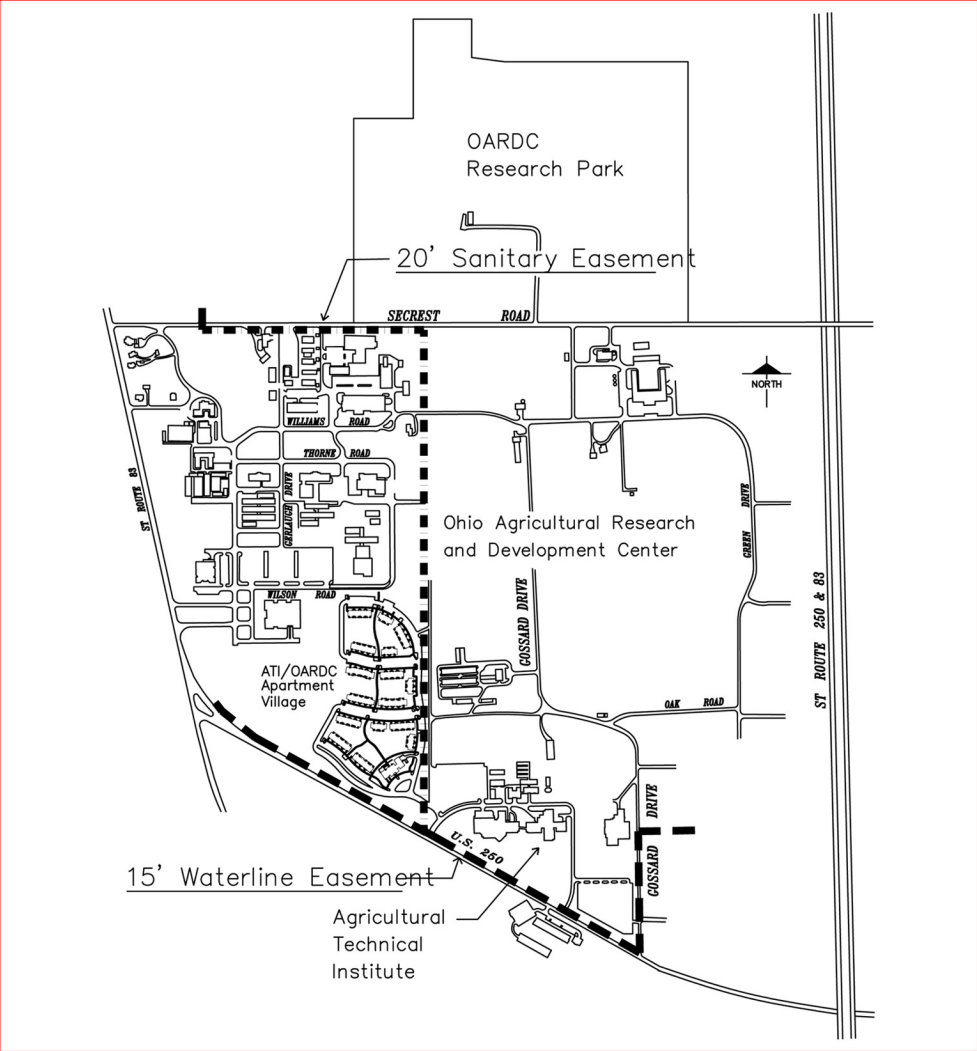 OARDC
Research Park
20' Sanitary Easement
SECREST ROAD
NORTH
WILLIAMS ROAD
THORNE ROAD
ST ROUTE 83
GERLAUGH DRIVE
Ohio Agricultural Research
and Development Center
GREEN DRIVE
WILSON ROAD
GOSSARD DRIVE
ST ROUTE 250 & 83
ATI/OARDC
Apartment
Village
OAK ROAD
GOSSARD DRIVE
U.S. 250
15' Waterline Easement
Agricultural
Technical
Institute